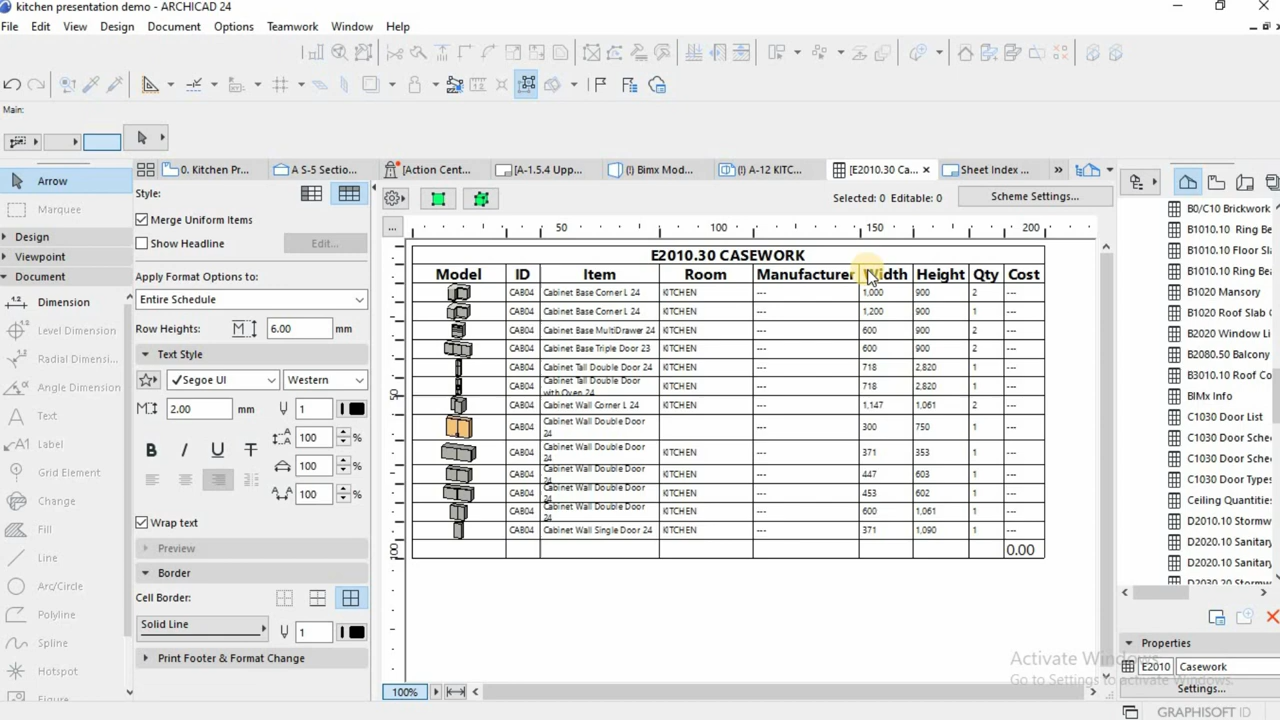 kitchen presentation demo - ARCHICAD 24
File Edit View Design Document Options Teamwork Window Help
Main:
0. Kitchen Pr... S-5 Sectio... [Action Cent... [A-1.5.4 Upp... (!) Bimx Mod... (!) A-12 KITC... [E2010.30 Ca... Sheet Index ...
Arrow
Marquee
Design
Viewpoint
Document
Dimension
Level Dimension
Radial Dimensi...
Angle Dimension
Text
Label
Grid Element
Change
Fill
Line
Arc/Circle
Polyline
Spline
Hotspot
Figure
Style:
Merge Uniform Items
Show Headline Edit...
Apply Format Options to:
Entire Schedule
Row Heights: 6.00 mm
Text Style
Segoe UI Western
2.00 mm 1
100 %
B I U T
100 %
100 %
Wrap text
Preview
Border
Cell Border:
Solid Line 1
Print Footer & Format Change
Selected: 0 Editable: 0 Scheme Settings...
... 50 100 150 200
50
100
E2010.30 CASEWORK
Model ID Item Room Manufacturer Width Height Qty Cost
CAB04 Cabinet Base Corner L 24 KITCHEN --- 1,000 900 2 ---
CAB04 Cabinet Base Corner L 24 KITCHEN --- 1,200 900 1 ---
CAB04 Cabinet Base MultiDrawer 24 KITCHEN --- 600 900 2 ---
CAB04 Cabinet Base Triple Door 23 KITCHEN --- 600 900 2 ---
CAB04 Cabinet Tall Double Door 24 KITCHEN --- 718 2,820 1 ---
CAB04 Cabinet Tall Double Door with Oven 24 KITCHEN --- 718 2,820 1 ---
CAB04 Cabinet Wall Corner L 24 KITCHEN --- 1,147 1,061 2 ---
CAB04 Cabinet Wall Double Door 24 --- 300 750 1 ---
CAB04 Cabinet Wall Double Door 24 KITCHEN --- 371 353 1 ---
CAB04 Cabinet Wall Double Door 24 KITCHEN --- 447 603 1 ---
CAB04 Cabinet Wall Double Door 24 KITCHEN --- 453 602 1 ---
CAB04 Cabinet Wall Double Door 24 KITCHEN --- 600 1,061 1 ---
CAB04 Cabinet Wall Single Door 24 KITCHEN --- 371 1,090 1 ---
0.00
100%
B0/C10 Brickwork
B1010.10 Ring Be
B1010.10 Floor Sl
B1010.10 Ring Be
B1020 Mansory
B1020 Roof Slab
B2020 Window Li
B2080.50 Balcony
B3010.10 Roof Co
BIMx Info
C1030 Door List
C1030 Door Sche
C1030 Door Sche
C1030 Door Types
Ceiling Quantitie
D2010.10 Stormw
D2020.10 Sanitary
D2020.10 Sanitary
D2030.20 Stormw
Properties
E2010 Casework
Settings...
Activate Windows
Go to Settings to activate Windows.
GRAPHISOFT ID